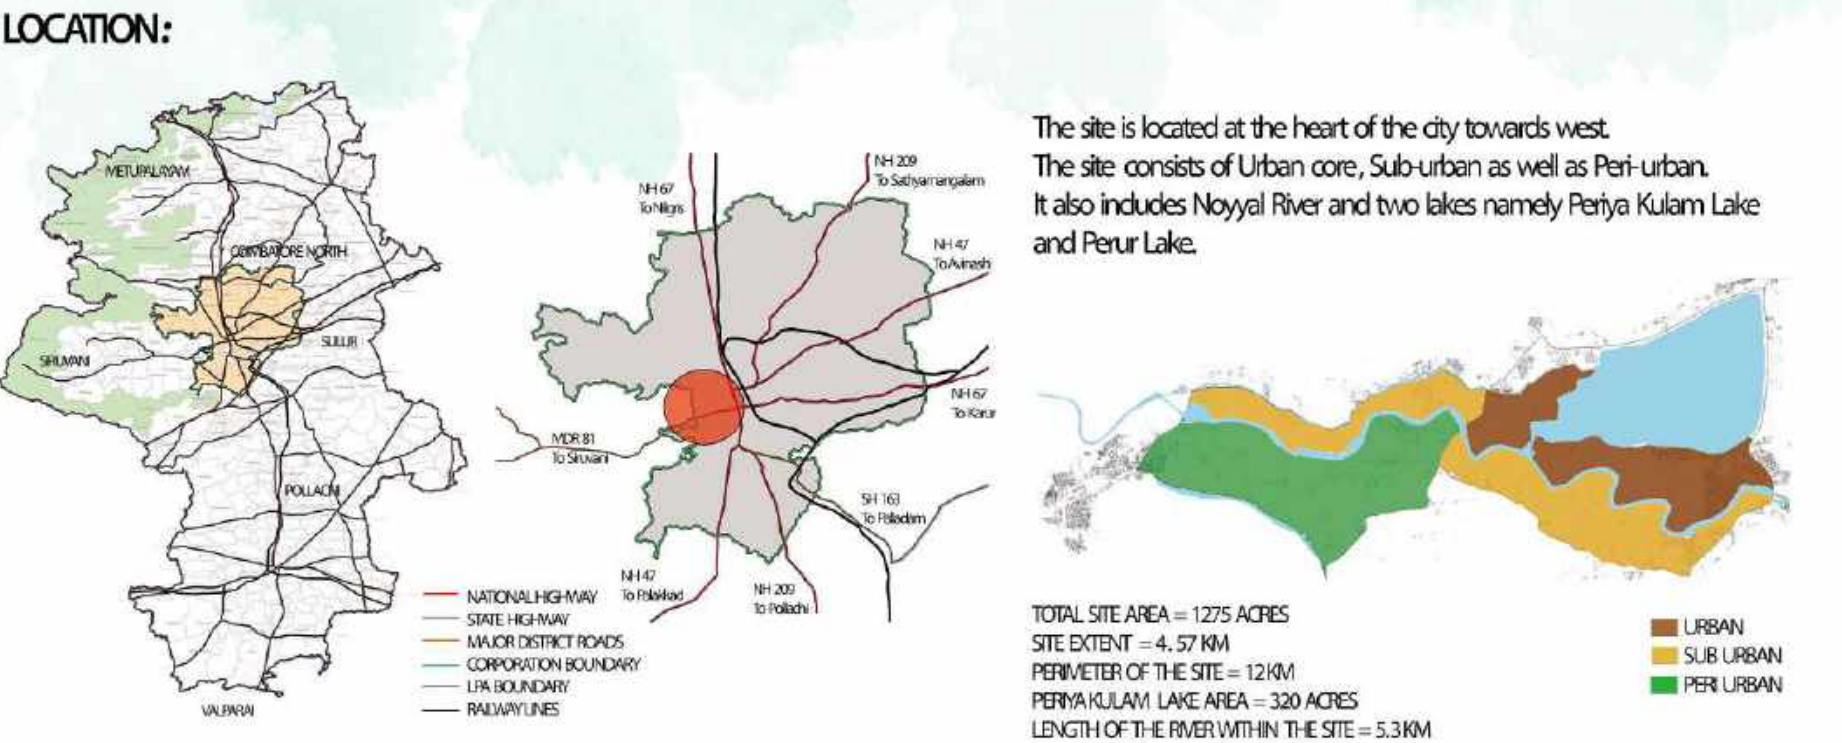 LOCATION:
METUPALAYAM
COIMBATORE NORTH
SULUR
SIRUVANI
POLLACHI
VALPARAI
NATIONAL HIGHWAY
STATE HIGHWAY
MAJOR DISTRICT ROADS
CORPORATION BOUNDARY
LPA BOUNDARY
RAILWAY LINES
NH 209
To Sathyamangalam
NH 67
To Niligris
NH 47
To Avinash
NH 67
To Karur
MDR 81
To Siruvani
SH 163
To Palladam
NH 47
To Palakkad
NH 209
To Pollachi
The site is located at the heart of the city towards west.
The site consists of Urban core, Sub-urban as well as Peri-urban.
It also includes Noyyal River and two lakes namely Periya Kulam Lake
and Perur Lake.
TOTAL SITE AREA = 1275 ACRES
SITE EXTENT = 4.57 KM
PERIMETER OF THE SITE = 12KM
PERIYA KULAM LAKE AREA = 320 ACRES
LENGTH OF THE RIVER WITHIN THE SITE = 5.3KM
URBAN
SUB URBAN
PERI URBAN